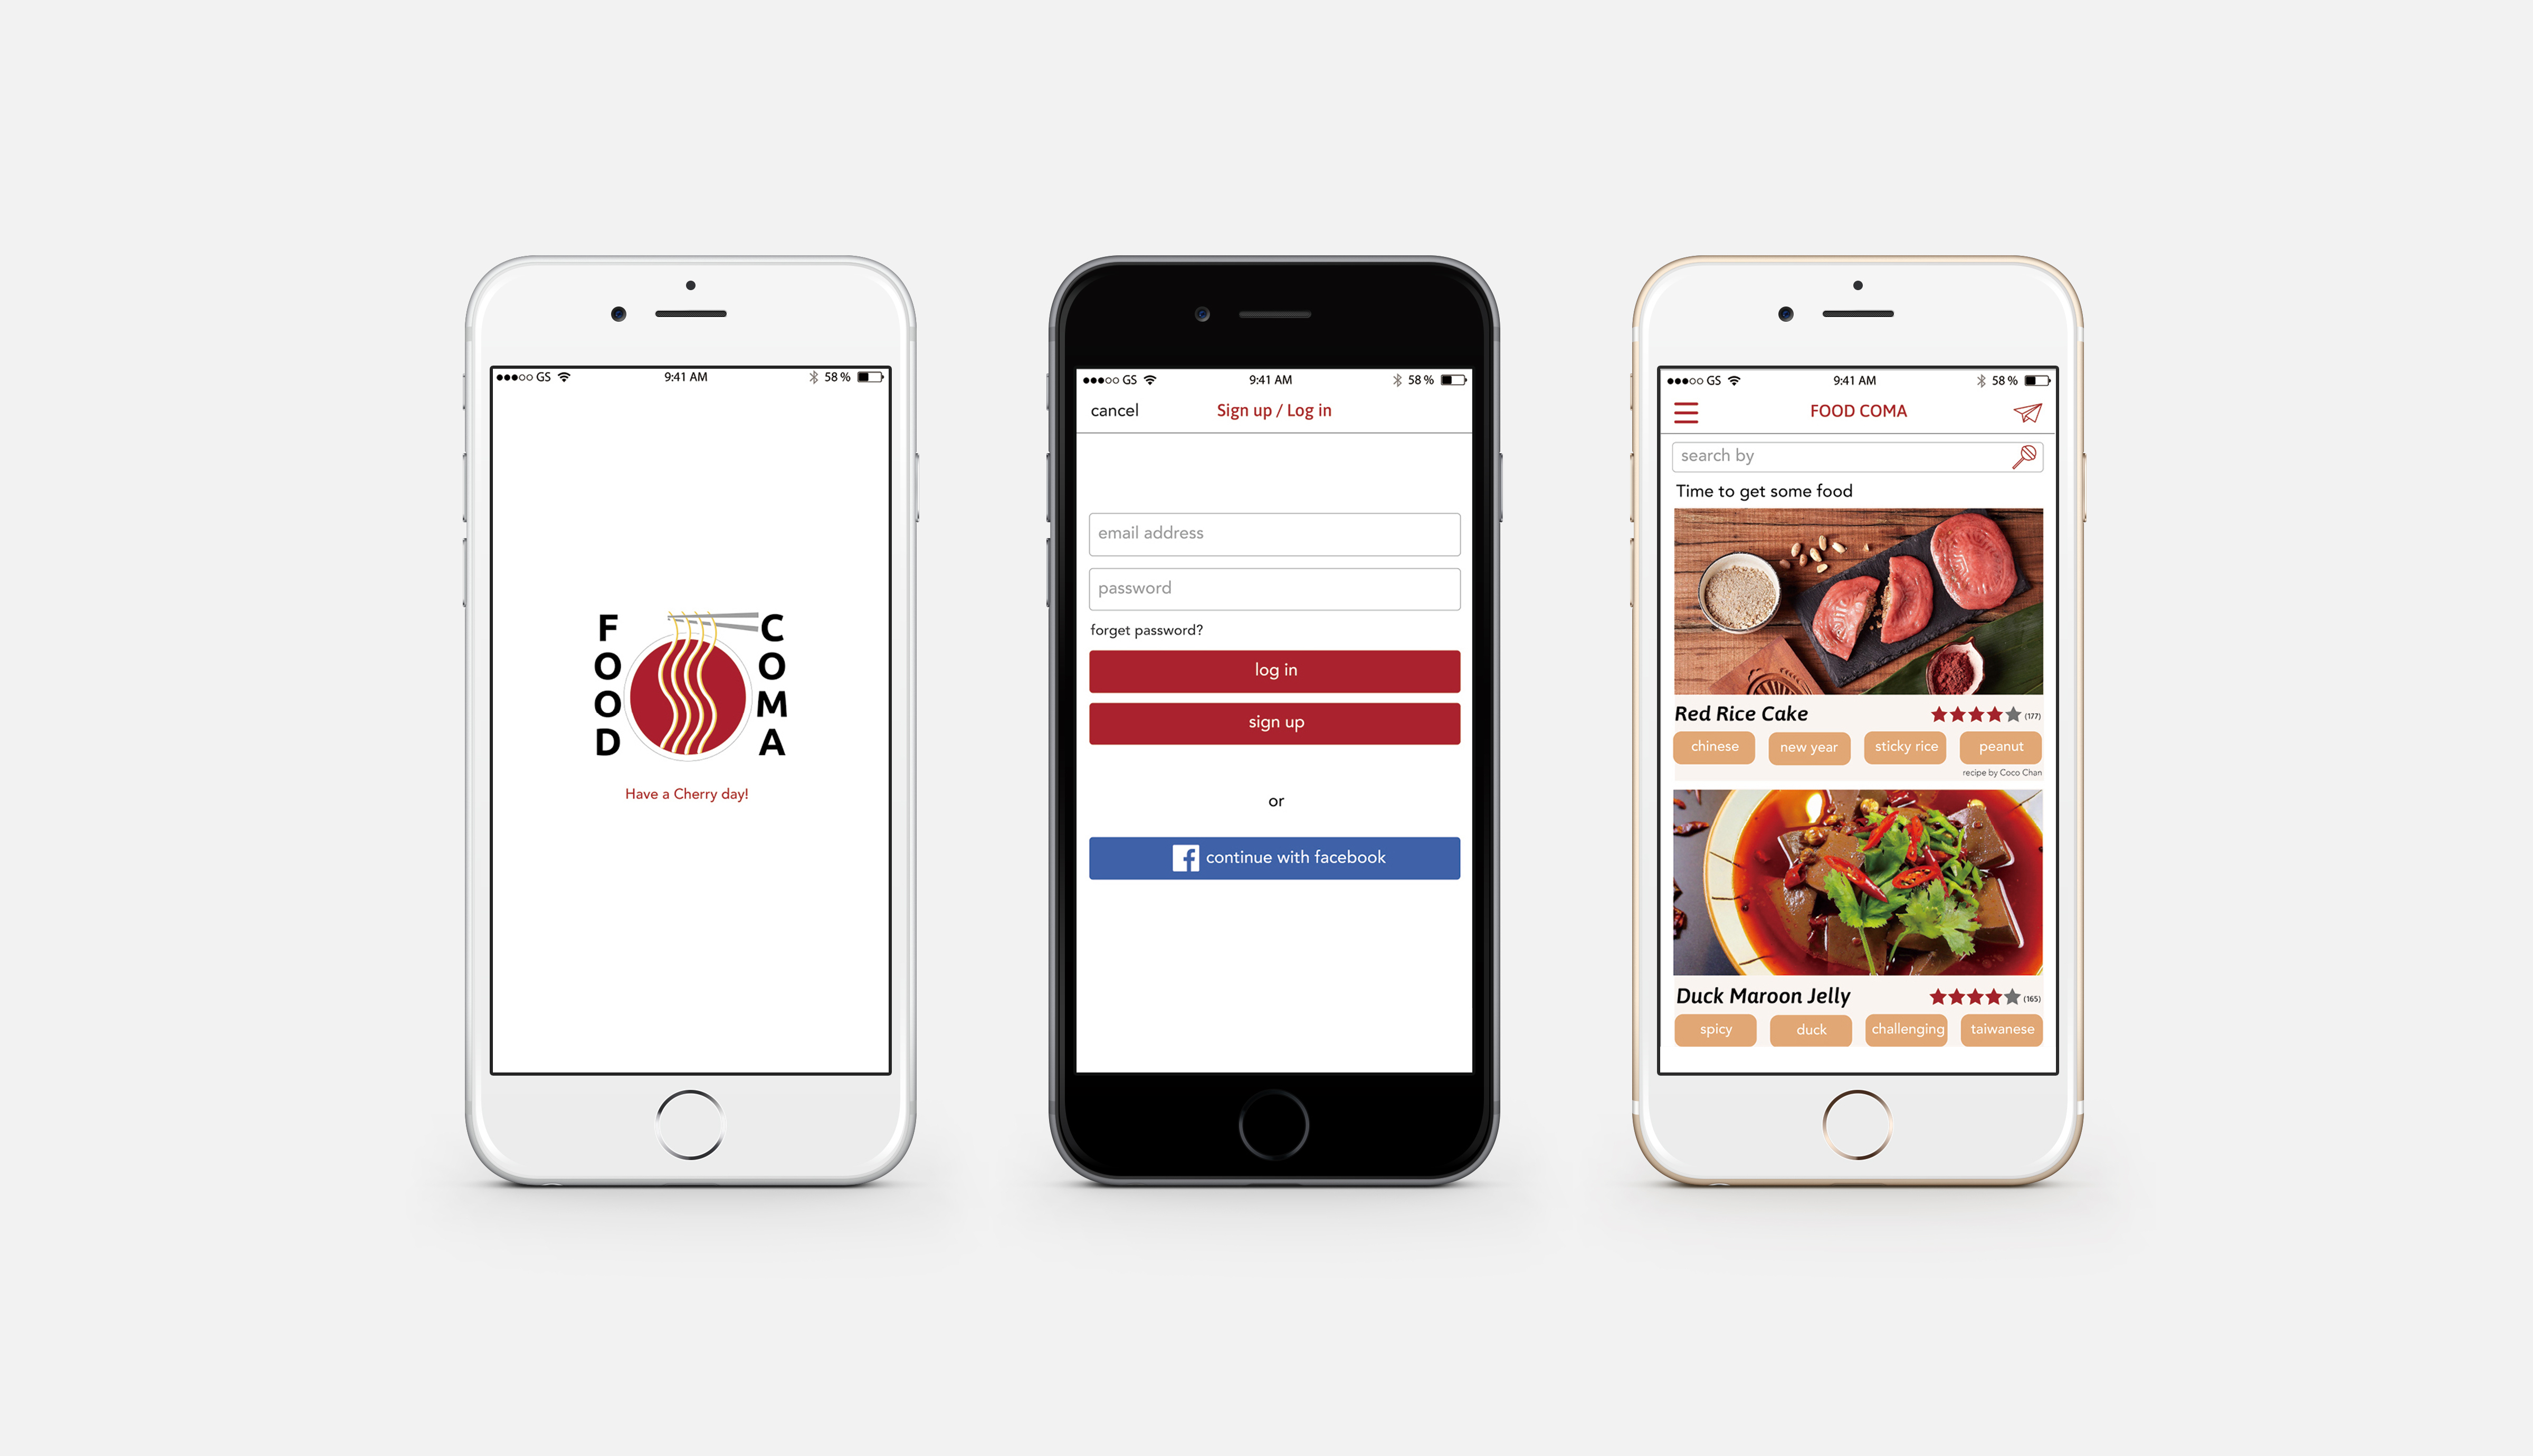 GS 9:41 AM 58 %
FOOD
COMA
Have a Cherry day!
GS 9:41 AM 58 %
cancel Sign up / Log in
email address
password
forget password?
log in
sign up
or
continue with facebook
GS 9:41 AM 58 %
FOOD COMA
search by
Time to get some food
Red Rice Cake (177)
chinese new year sticky rice peanut
recipe by Coco Chan
Duck Maroon Jelly (165)
spicy duck challenging taiwanese